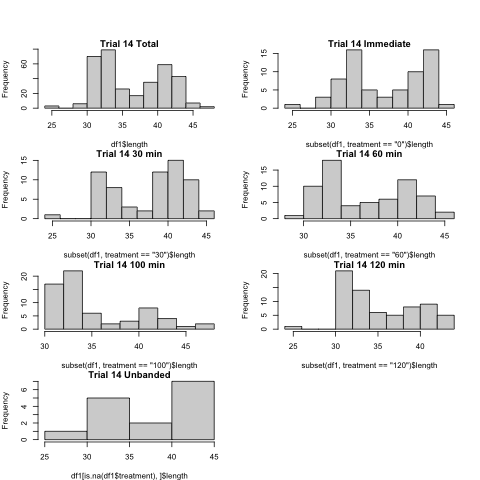 Trial 14 Total
Frequency
0 20 60
25 30 35 40 45
df1$length
Trial 14 Immediate
Frequency
0 5 10 15
25 30 35 40 45
subset(df1, treatment == "0")$length
Trial 14 30 min
Frequency
0 5 10 15
25 30 35 40 45
subset(df1, treatment == "30")$length
Trial 14 60 min
Frequency
0 5 10 15
30 35 40 45
subset(df1, treatment == "60")$length
Trial 14 100 min
Frequency
0 5 10 20
30 35 40 45
subset(df1, treatment == "100")$length
Trial 14 120 min
Frequency
0 5 10 20
25 30 35 40
subset(df1, treatment == "120")$length
Trial 14 Unbanded
Frequency
0 2 4 6
25 30 35 40 45
df1[is.na(df1$treatment), ]$length